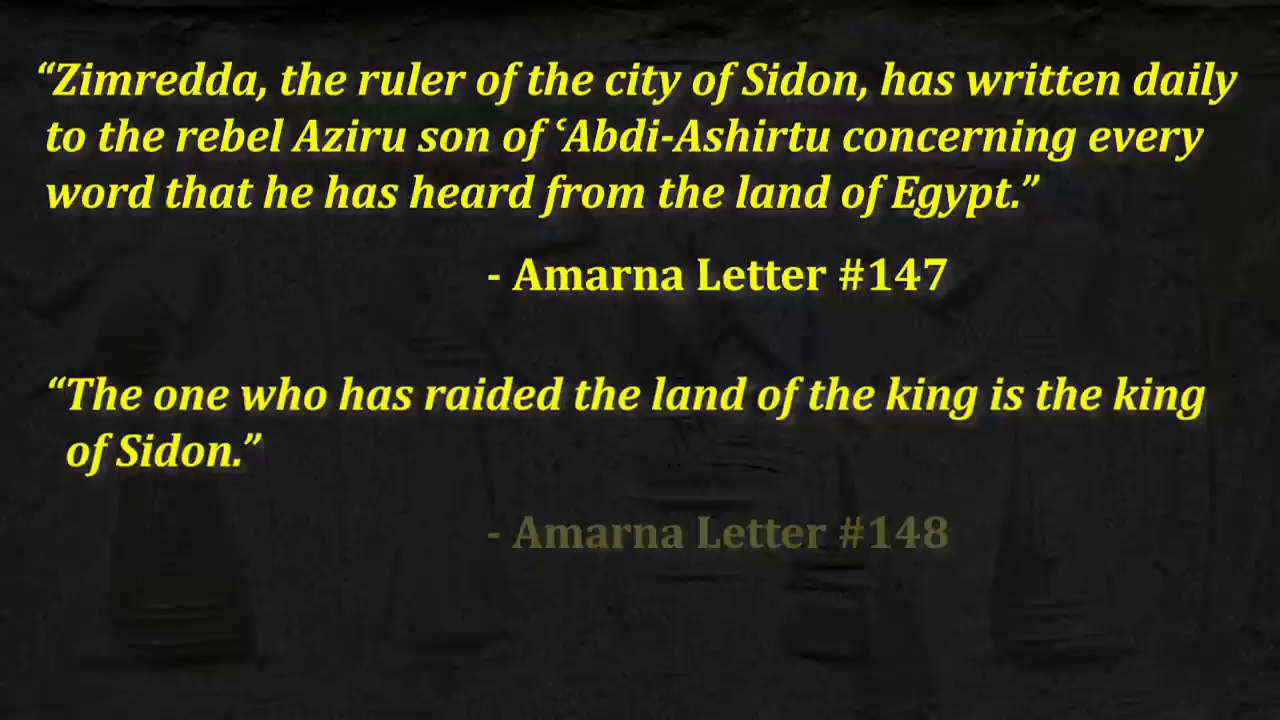 “Zimredda, the ruler of the city of Sidon, has written daily
to the rebel Aziru son of ʿAbdi-Ashirtu concerning every
word that he has heard from the land of Egypt.”
- Amarna Letter #147
“The one who has raided the land of the king is the king
of Sidon.”
- Amarna Letter #148